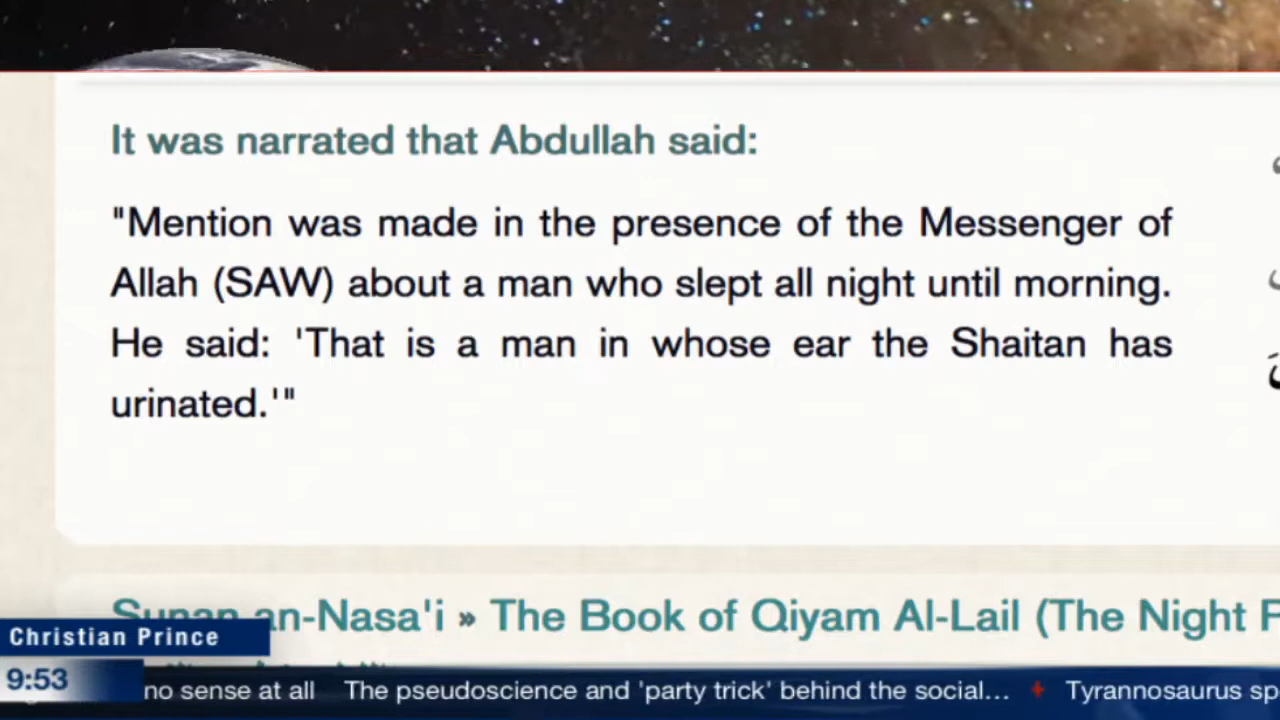 It was narrated that Abdullah said:
"Mention was made in the presence of the Messenger of
Allah (SAW) about a man who slept all night until morning.
He said: 'That is a man in whose ear the Shaitan has
urinated.'"
Sunan an-Nasa'i » The Book of Qiyam Al-Lail (The Night
Christian Prince
9:53
no sense at all The pseudoscience and 'party trick' behind the social... + Tyrannosaurus sp